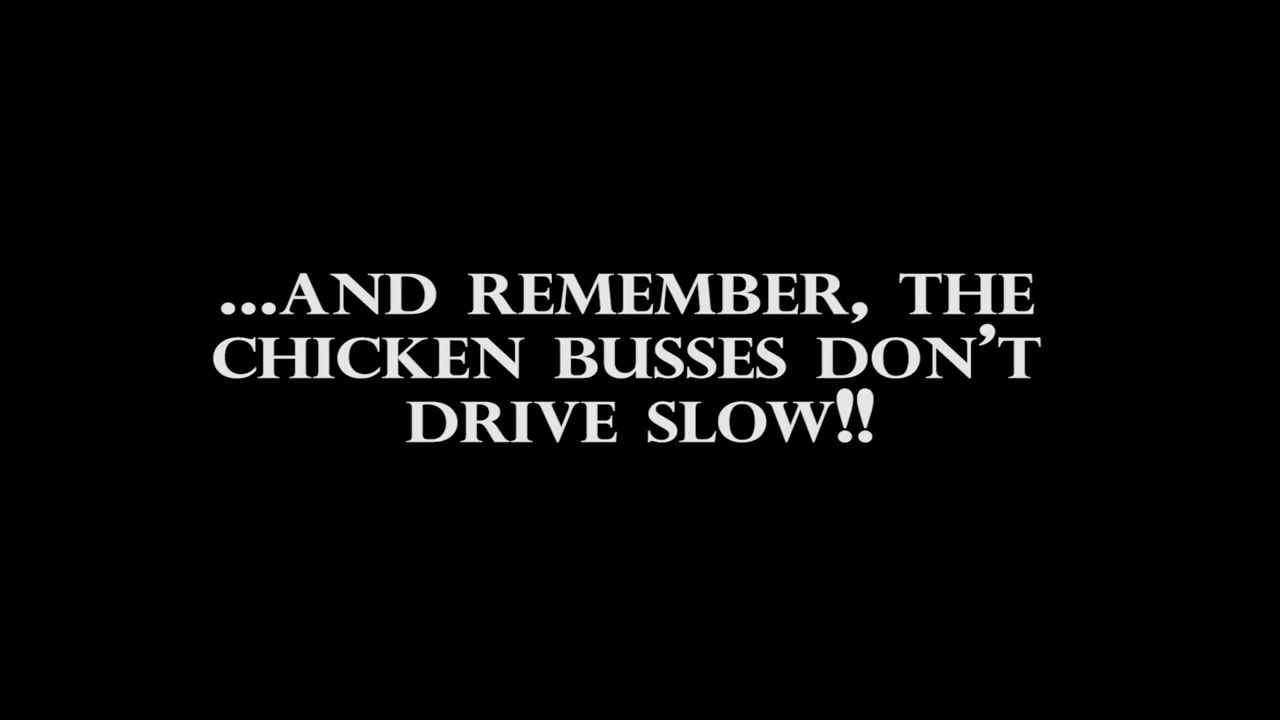 ...AND REMEMBER, THE
CHICKEN BUSSES DON'T
DRIVE SLOW!!